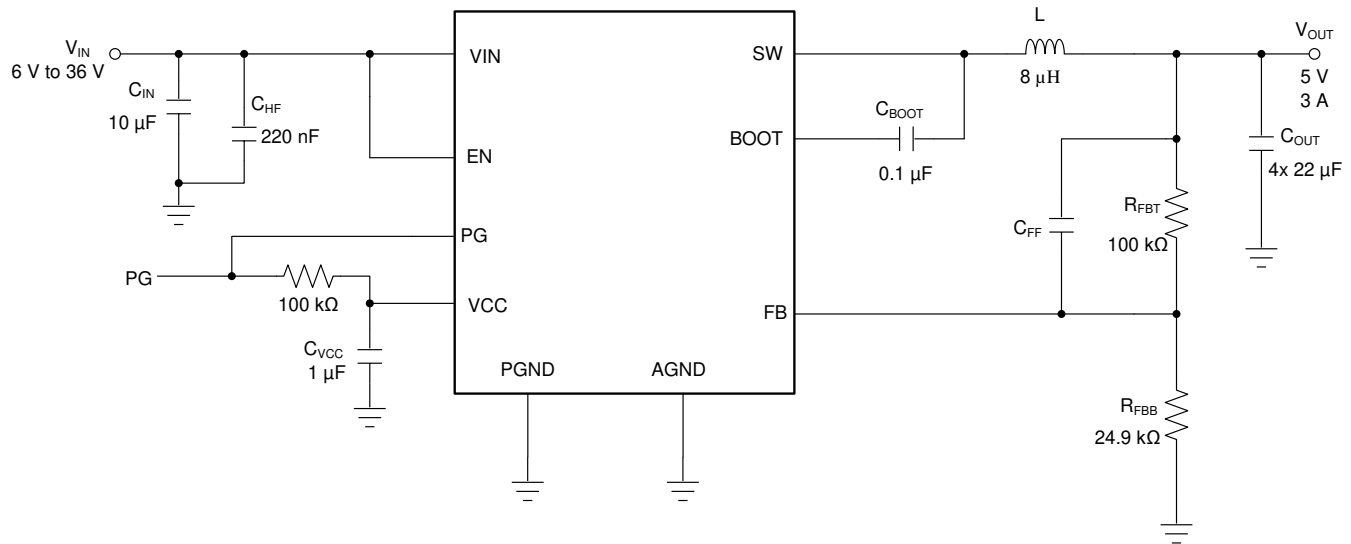 V_IN
6 V to 36 V
C_IN
10 µF
C_HF
220 nF
VIN
EN
PG
PG
100 kΩ
VCC
C_VCC
1 µF
PGND
AGND
SW
BOOT
FB
C_BOOT
0.1 µF
L
8 µH
V_OUT
5 V
3 A
C_OUT
4x 22 µF
C_FF
R_FBT
100 kΩ
R_FBB
24.9 kΩ